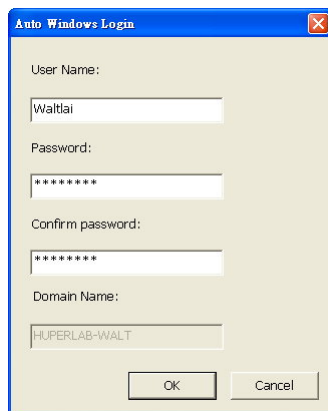 Auto Windows Login
User Name:
Waltlai
Password:
********
Confirm password:
********
Domain Name:
HUPERLAB-WALT
OK Cancel